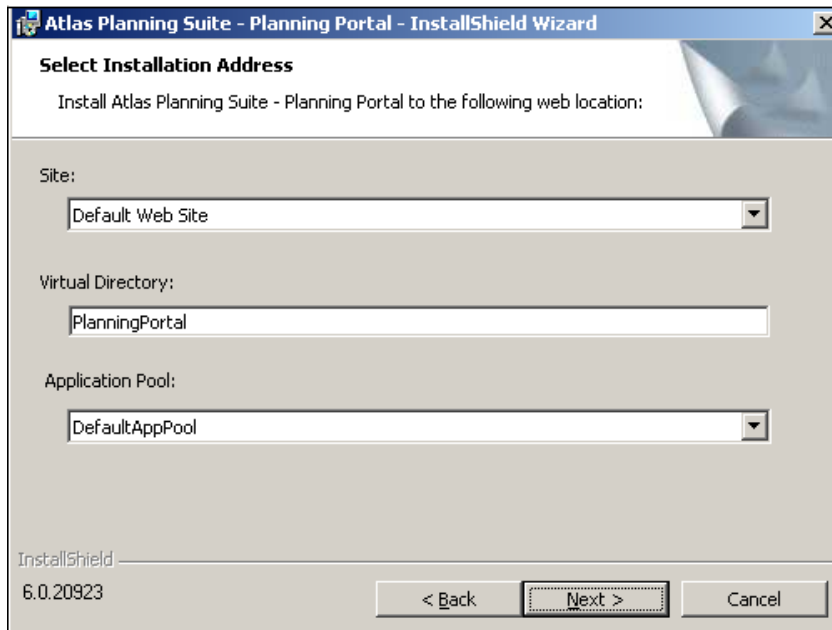 Atlas Planning Suite - Planning Portal - InstallShield Wizard
Select Installation Address
Install Atlas Planning Suite - Planning Portal to the following web location:
Site:
Default Web Site
Virtual Directory:
PlanningPortal
Application Pool:
DefaultAppPool
InstallShield
6.0.20923
< Back Next > Cancel